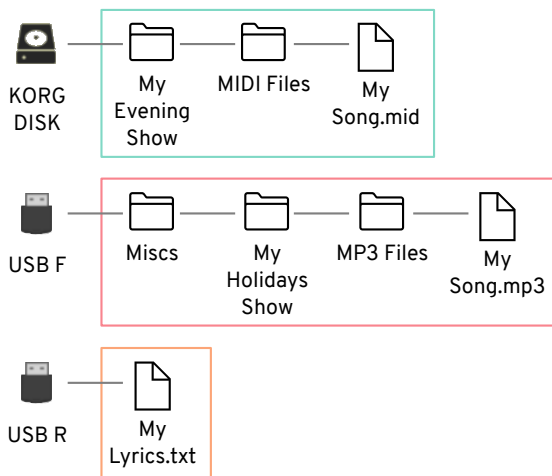 KORG
DISK
My
Evening
Show
MIDI Files
My
Song.mid
USB F
Miscs
My
Holidays
Show
MP3 Files
My
Song.mp3
USB R
My
Lyrics.txt